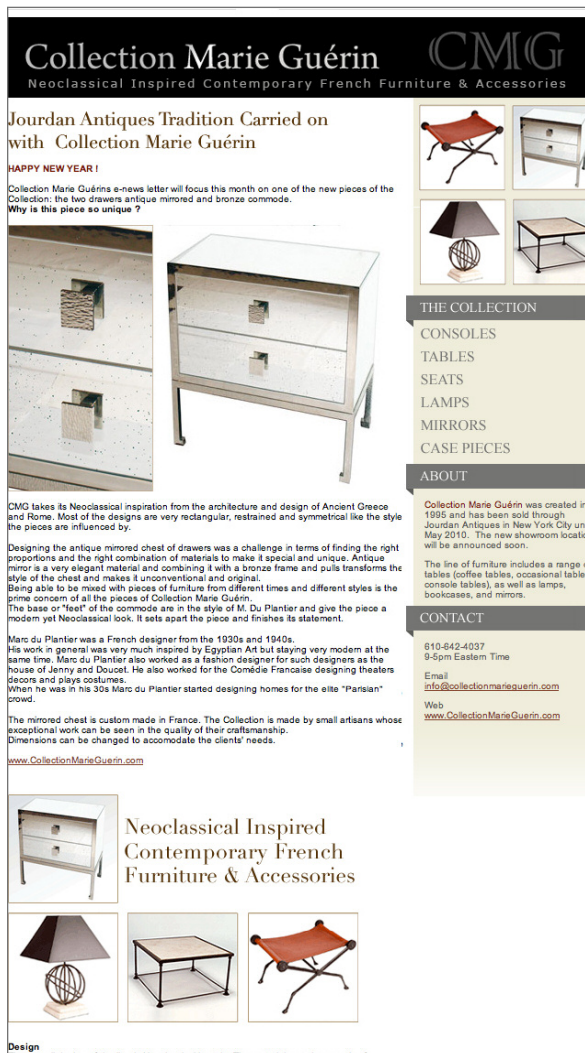 Collection Marie Guérin CMG
Neoclassical Inspired Contemporary French Furniture & Accessories
Jourdan Antiques Tradition Carried on
with Collection Marie Guérin
HAPPY NEW YEAR !
Collection Marie Guérins e-news letter will focus this month on one of the new pieces of the
Collection: the two drawers antique mirrored and bronze commode.
Why is this piece so unique ?
CMG takes its Neoclassical inspiration from the architecture and design of Ancient Greece
and Rome. Most of the designs are very rectangular, restrained and symmetrical like the style
the pieces are influenced by.
Designing the antique mirrored chest of drawers was a challenge in terms of finding the right
proportions and the right combination of materials to make it special and unique. Antique
mirror is a very elegant material and combining it with a bronze frame and pulls transforms the
style of the chest and makes it unconventional and original.
Being able to be mixed with pieces of furniture from different times and different styles is the
prime concern of all the pieces of Collection Marie Guérin.
The base or "feet" of the commode are in the style of M. Du Plantier and give the piece a
modern yet Neoclassical look. It sets apart the piece and finishes its statement.
Marc du Plantier was a French designer from the 1930s and 1940s.
His work in general was very much inspired by Egyptian Art but staying very modern at the
same time. Marc du Plantier also worked as a fashion designer for such designers as the
house of Jenny and Doucet. He also worked for the Comédie Francaise designing theaters
decors and plays costumes.
When he was in his 30s Marc du Plantier started designing homes for the elite "Parisian"
crowd.
The mirrored chest is custom made in France. The Collection is made by small artisans whose
exceptional work can be seen in the quality of their craftsmanship.
Dimensions can be changed to accomodate the clients' needs.
www.CollectionMarieGuerin.com
THE COLLECTION
CONSOLES
TABLES
SEATS
LAMPS
MIRRORS
CASE PIECES
ABOUT
Collection Marie Guérin was created in
1995 and has been sold through
Jourdan Antiques in New York City un
May 2010. The new showroom locatio
will be announced soon.
The line of furniture includes a range o
tables (coffee tables, occasional table
console tables), as well as lamps,
bookcases, and mirrors.
CONTACT
610-642-4037
9-5pm Eastern Time
Email
info@collectionmarieguerin.com
Web
www.CollectionMarieGuerin.com
Neoclassical Inspired
Contemporary French
Furniture & Accessories
Design